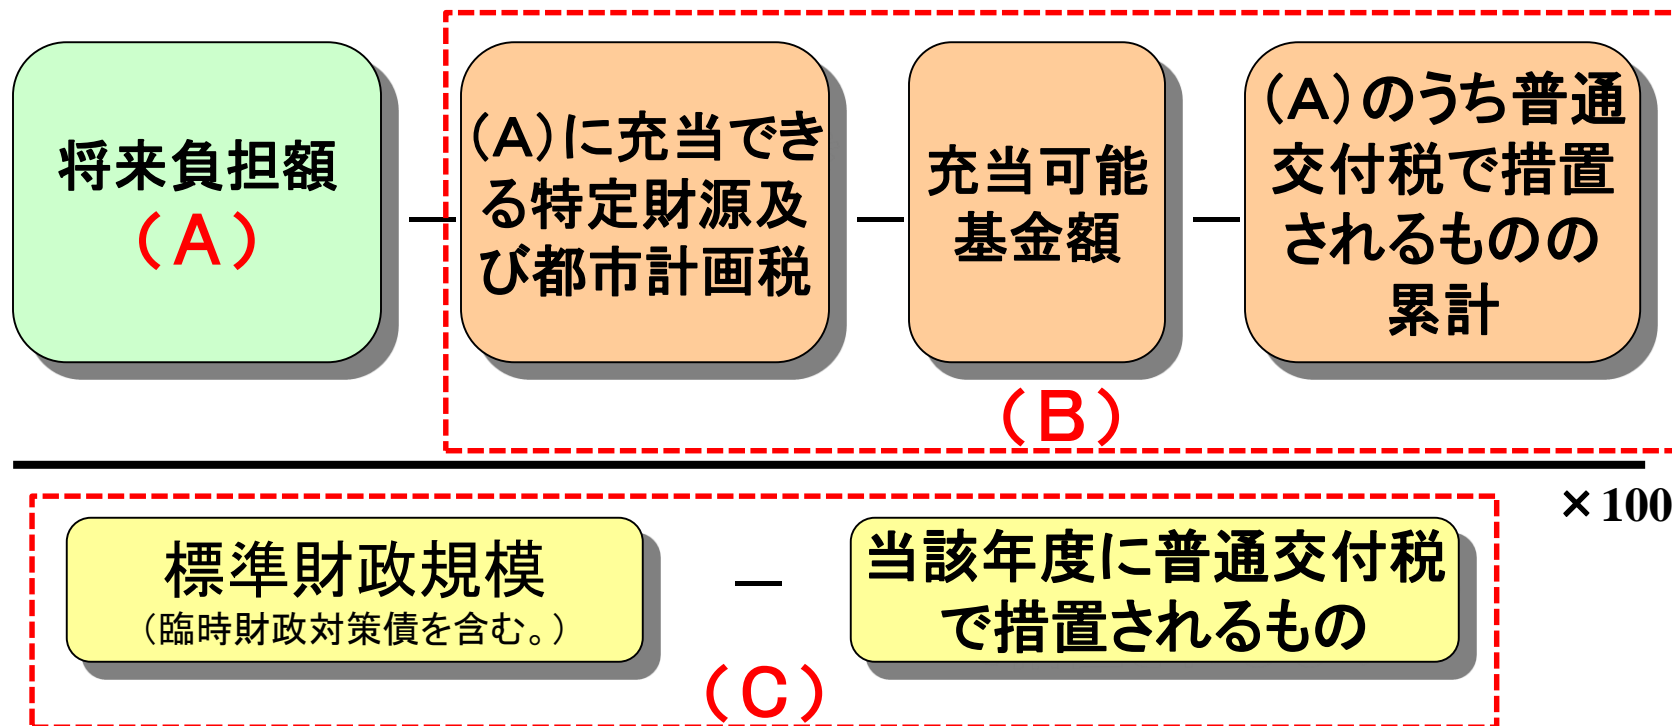 将来負担額
（A）
－
（A）に充当でき
る特定財源及
び都市計画税
－
充当可能
基金額
－
（A）のうち普通
交付税で措置
されるものの
累計
（B）
標準財政規模
（臨時財政対策債を含む。）
－
当該年度に普通交付税
で措置されるもの
（C）
×100